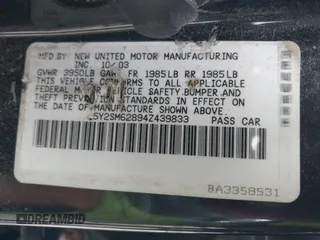 MFD. BY NEW UNITED MOTOR MANUFACTURING
INC 10/03
GVWR 3950LB GAWR FR 1985LB RR 1985LB
THIS VEHICLE CONFORMS TO ALL APPLICABLE
FEDERAL MOTOR VEHICLE SAFETY, BUMPER, AND
THEFT PREVENTION STANDARDS IN EFFECT ON
THE DATE OF MANUFACTURE SHOWN ABOVE.
5Y2SM62894Z439833 PASS CAR
BA3358531
DREAMBID